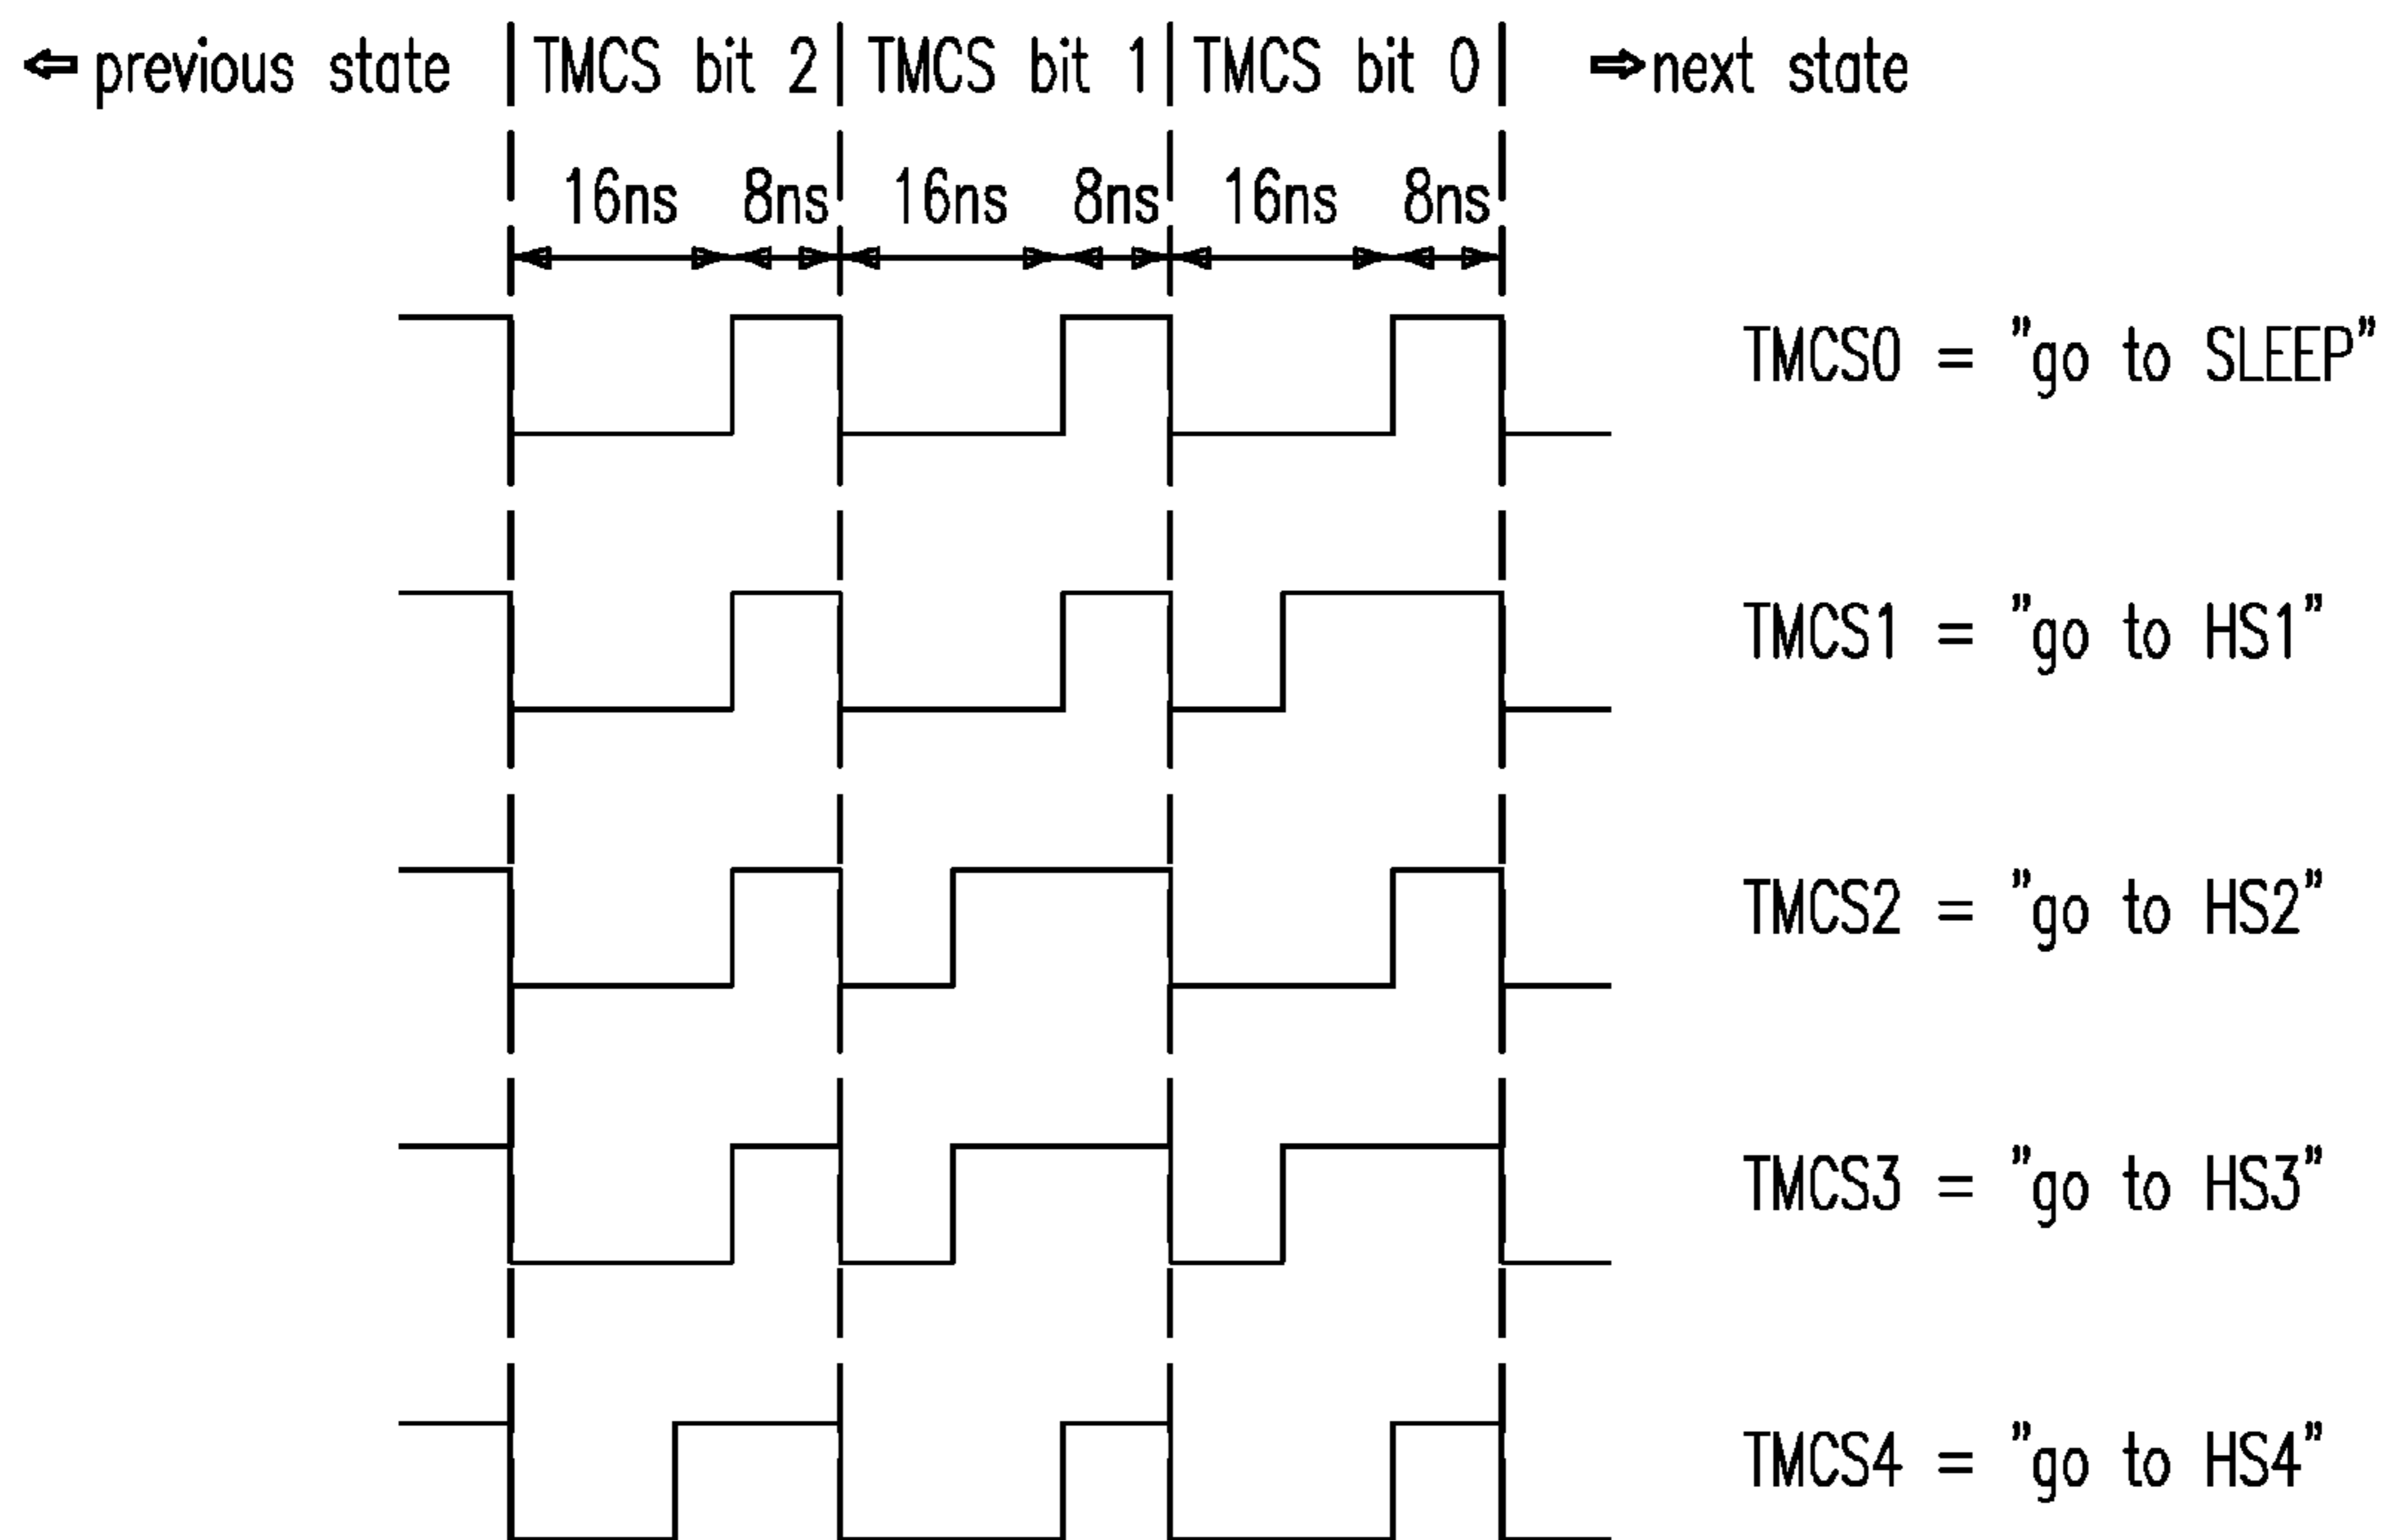 ⇐ previous state TMCS bit 2 TMCS bit 1 TMCS bit 0 ⇒next state
16ns 8ns 16ns 8ns 16ns 8ns
TMCS0 = "go to SLEEP"
TMCS1 = "go to HS1"
TMCS2 = "go to HS2"
TMCS3 = "go to HS3"
TMCS4 = "go to HS4"